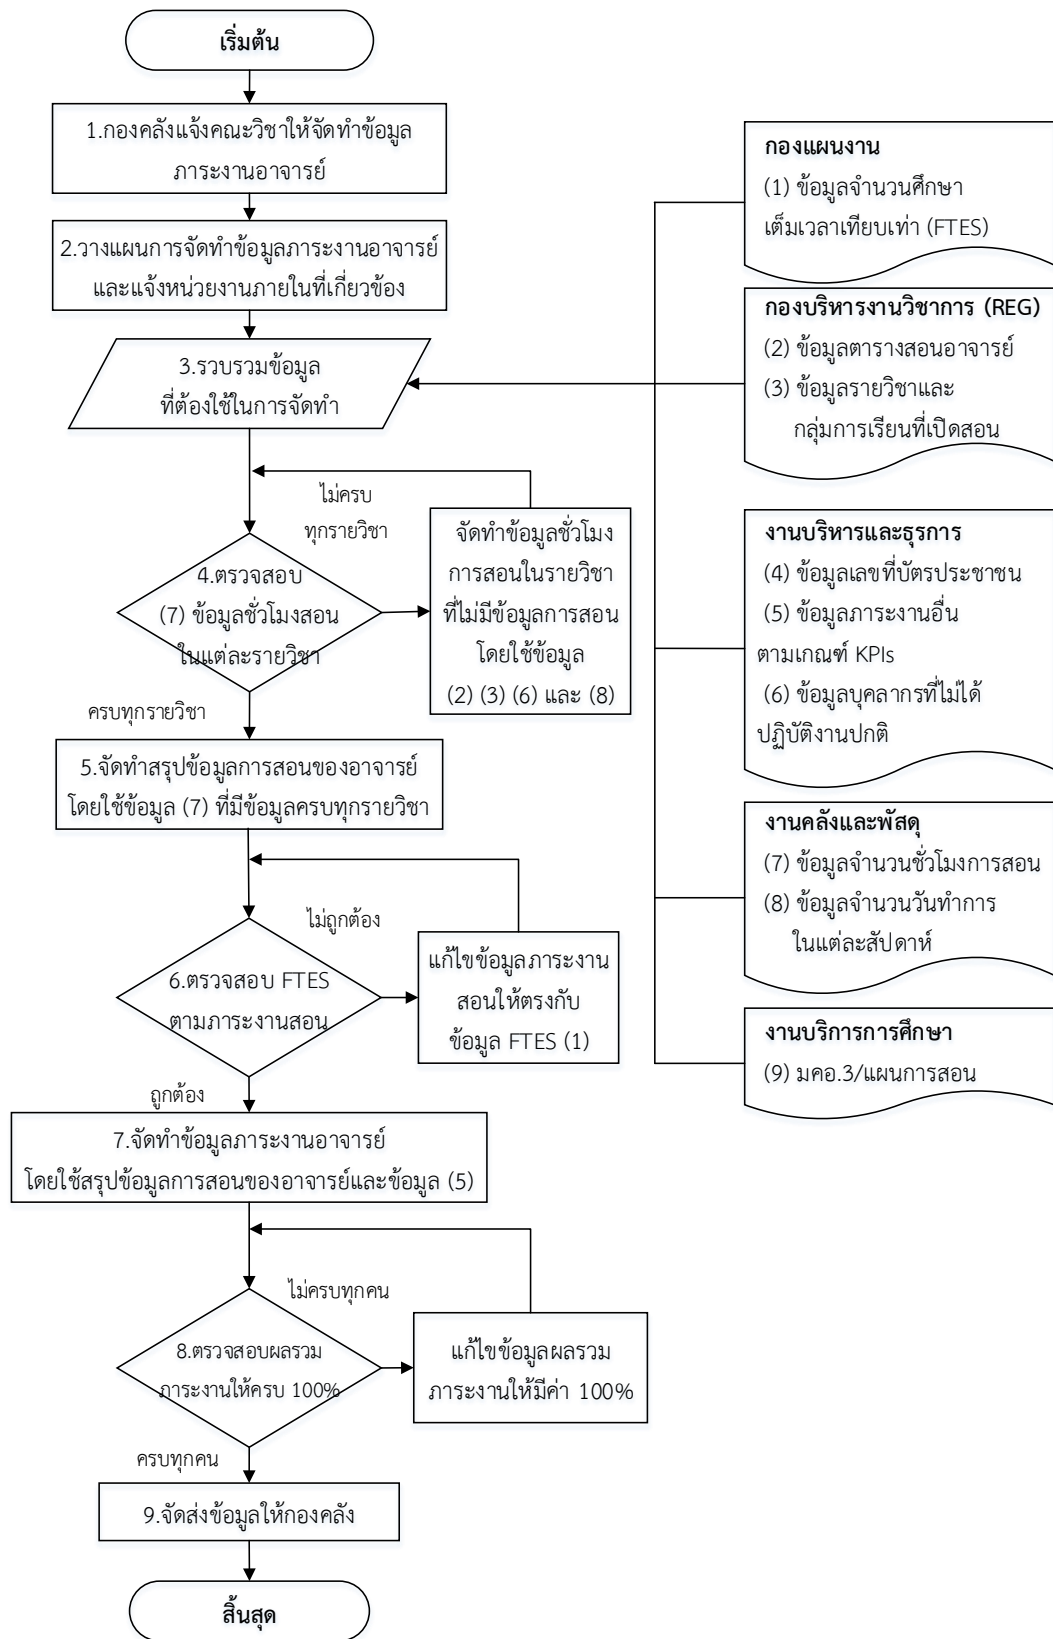 เริ่มต้น
1.กองคลังแจ้งคณะวิชาให้จัดทำข้อมูล
ภาระงานอาจารย์
2.วางแผนการจัดทำข้อมูลภาระงานอาจารย์
และแจ้งหน่วยงานภายในที่เกี่ยวข้อง
3.รวบรวมข้อมูล
ที่ต้องใช้ในการจัดทำ
ไม่ครบ
ทุกรายวิชา
4.ตรวจสอบ
(7) ข้อมูลชั่วโมงสอน
ในแต่ละรายวิชา
จัดทำข้อมูลชั่วโมง
การสอนในรายวิชา
ที่ไม่มีข้อมูลการสอน
โดยใช้ข้อมูล
(2) (3) (6) และ (8)
ครบทุกรายวิชา
5.จัดทำสรุปข้อมูลการสอนของอาจารย์
โดยใช้ข้อมูล (7) ที่มีข้อมูลครบทุกรายวิชา
ไม่ถูกต้อง
6.ตรวจสอบ FTES
ตามภาระงานสอน
แก้ไขข้อมูลภาระงาน
สอนให้ตรงกับ
ข้อมูล FTES (1)
ถูกต้อง
7.จัดทำข้อมูลภาระงานอาจารย์
โดยใช้สรุปข้อมูลการสอนของอาจารย์และข้อมูล (5)
ไม่ครบทุกคน
8.ตรวจสอบผลรวม
ภาระงานให้ครบ 100%
แก้ไขข้อมูลผลรวม
ภาระงานให้มีค่า 100%
ครบทุกคน
9.จัดส่งข้อมูลให้กองคลัง
สิ้นสุด
กองแผนงาน
(1) ข้อมูลจำนวนศึกษา
เต็มเวลาเทียบเท่า (FTES)
กองบริหารงานวิชาการ (REG)
(2) ข้อมูลตารางสอนอาจารย์
(3) ข้อมูลรายวิชาและ
กลุ่มการเรียนที่เปิดสอน
งานบริหารและธุรการ
(4) ข้อมูลเลขที่บัตรประชาชน
(5) ข้อมูลภาระงานอื่น
ตามเกณฑ์ KPIs
(6) ข้อมูลบุคลากรที่ไม่ได้
ปฏิบัติงานปกติ
งานคลังและพัสดุ
(7) ข้อมูลจำนวนชั่วโมงการสอน
(8) ข้อมูลจำนวนวันทำการ
ในแต่ละสัปดาห์
งานบริการการศึกษา
(9) มคอ.3/แผนการสอน